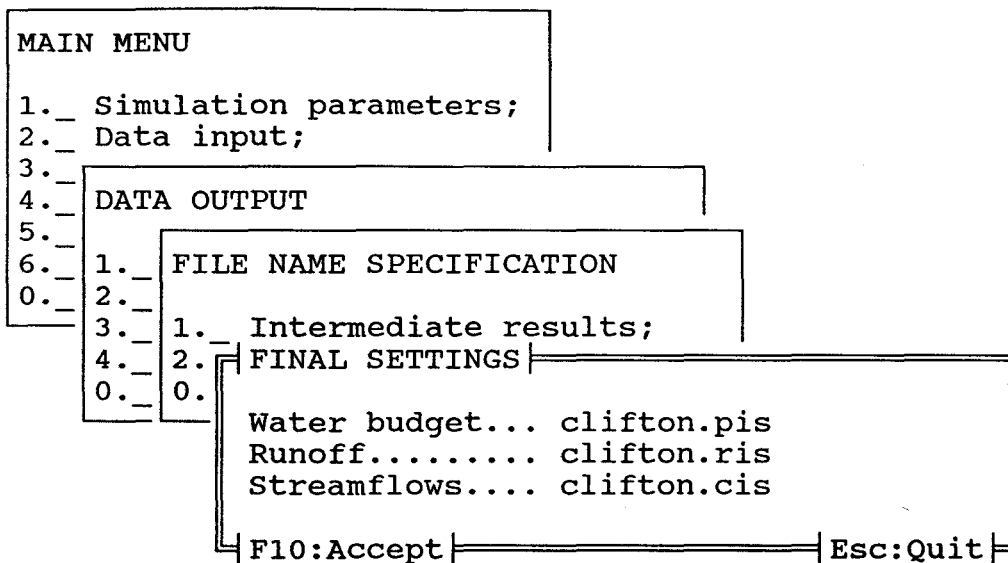 MAIN MENU
1._ Simulation parameters;
2._ Data input;
3._
4._
5._
6._
0._
DATA OUTPUT
1._
2._
3._
4._
0._
FILE NAME SPECIFICATION
1._ Intermediate results;
2.
0.
FINAL SETTINGS
Water budget... clifton.pis
Runoff......... clifton.ris
Streamflows.... clifton.cis
F10:Accept Esc:Quit